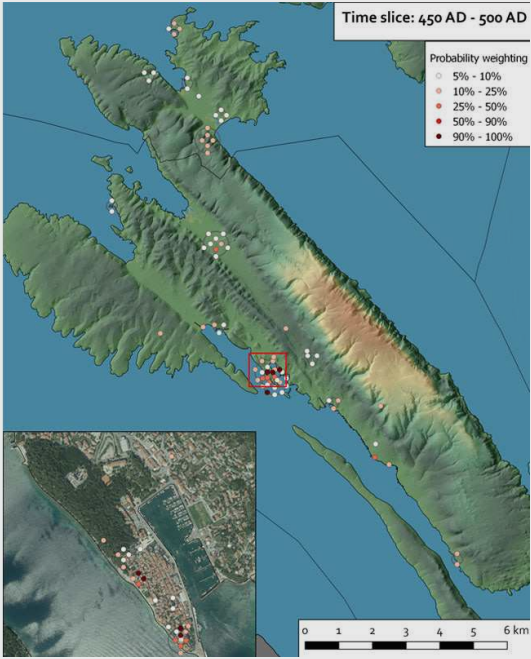 Time slice: 450 AD - 500 AD
Probability weighting
5% - 10%
10% - 25%
25% - 50%
50% - 90%
90% - 100%
0 1 2 3 4 5 6 km